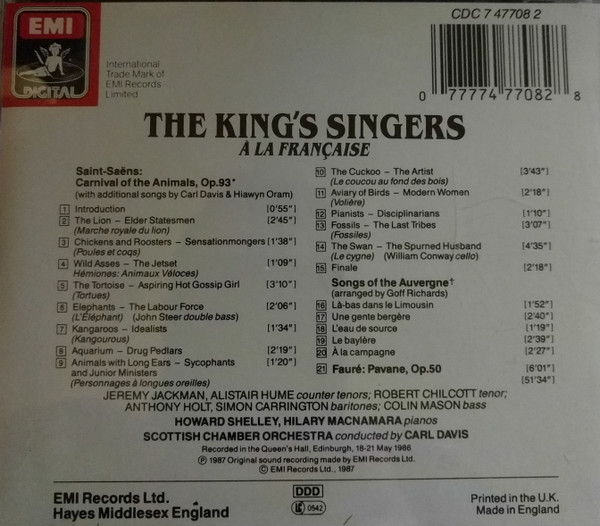 EMI
DIGITAL
International
Trade Mark of
EMI Records
Limited
CDC 7 47708 2
0 77774 77082 8
THE KING'S SINGERS
À LA FRANÇAISE
Saint-Saëns:
Carnival of the Animals, Op.93*
(with additional songs by Carl Davis & Hiawyn Oram)
1 Introduction [0'55"]
2 The Lion – Elder Statesmen [2'45"]
(Marche royale du lion)
3 Chickens and Roosters – Sensationmongers [1'38"]
(Poules et coqs)
4 Wild Asses – The Jetset [1'09"]
(Hémiones: Animaux Véloces)
5 The Tortoise – Aspiring Hot Gossip Girl [3'10"]
(Tortues)
6 Elephants – The Labour Force [2'06"]
(L'Éléphant) (John Steer double bass)
7 Kangaroos – Idealists [1'34"]
(Kangourous)
8 Aquarium – Drug Pedlars [2'19"]
9 Animals with Long Ears – Sycophants [1'20"]
and Junior Ministers
(Personnages à longues oreilles)
10 The Cuckoo – The Artist [3'43"]
(Le coucou au fond des bois)
11 Aviary of Birds – Modern Women [2'18"]
(Volière)
12 Pianists – Disciplinarians [1'10"]
13 Fossils – The Last Tribes [3'07"]
(Fossiles)
14 The Swan – The Spurned Husband [4'35"]
(Le cygne) (William Conway cello)
15 Finale [2'18"]
Songs of the Auvergne†
(arranged by Goff Richards)
16 Là-bas dans le Limousin [1'52"]
17 Une gente bergère [2'40"]
18 L'eau de source [1'19"]
19 Le baylère [2'39"]
20 À la campagne [2'27"]
21 Fauré: Pavane, Op.50 [6'01"]
[51'34"]
JEREMY JACKMAN, ALISTAIR HUME counter tenors; ROBERT CHILCOTT tenor;
ANTHONY HOLT, SIMON CARRINGTON baritones; COLIN MASON bass
HOWARD SHELLEY, HILARY MACNAMARA pianos
SCOTTISH CHAMBER ORCHESTRA conducted by CARL DAVIS
Recorded in the Queen's Hall, Edinburgh, 18-21 May 1986
℗ 1987 Original sound recording made by EMI Records Ltd.
© EMI Records Ltd., 1987
EMI Records Ltd.
Hayes Middlesex England
DDD
LC 0542
Printed in the U.K.
Made in England